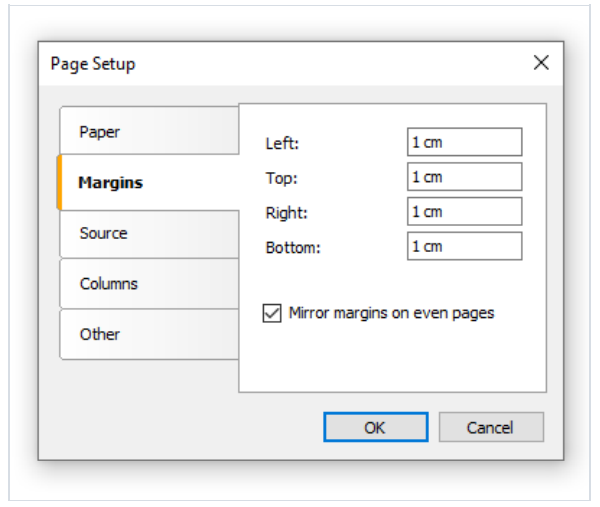 Page Setup
Paper
Margins
Source
Columns
Other
Left: 1 cm
Top: 1 cm
Right: 1 cm
Bottom: 1 cm
Mirror margins on even pages
OK Cancel